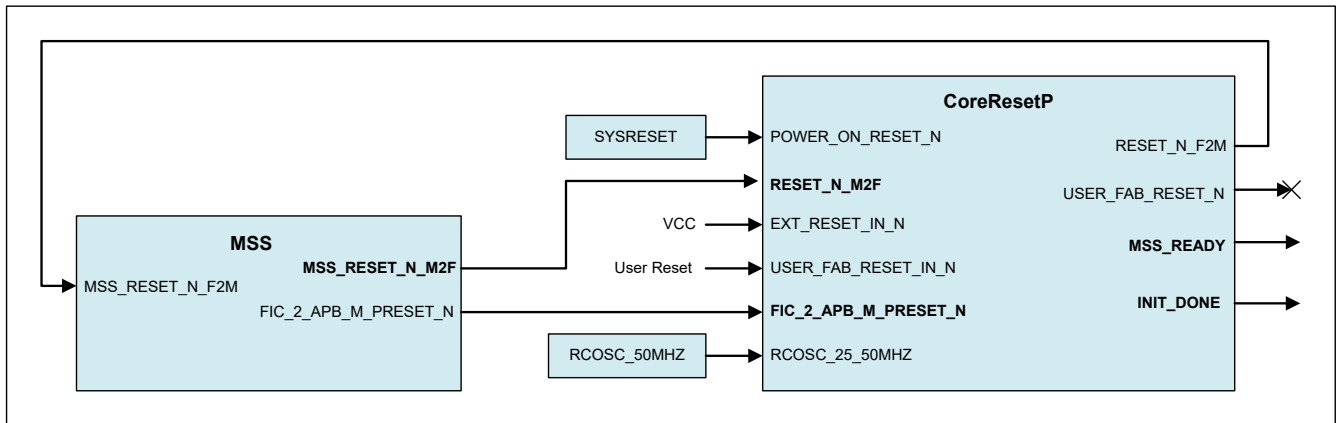 CoreResetP
SYSRESET
POWER_ON_RESET_N
RESET_N_F2M
RESET_N_M2F
USER_FAB_RESET_N
VCC
EXT_RESET_IN_N
MSS
MSS_READY
MSS_RESET_N_M2F
User Reset
USER_FAB_RESET_IN_N
MSS_RESET_N_F2M
INIT_DONE
FIC_2_APB_M_PRESET_N
FIC_2_APB_M_PRESET_N
RCOSC_50MHZ
RCOSC_25_50MHZ